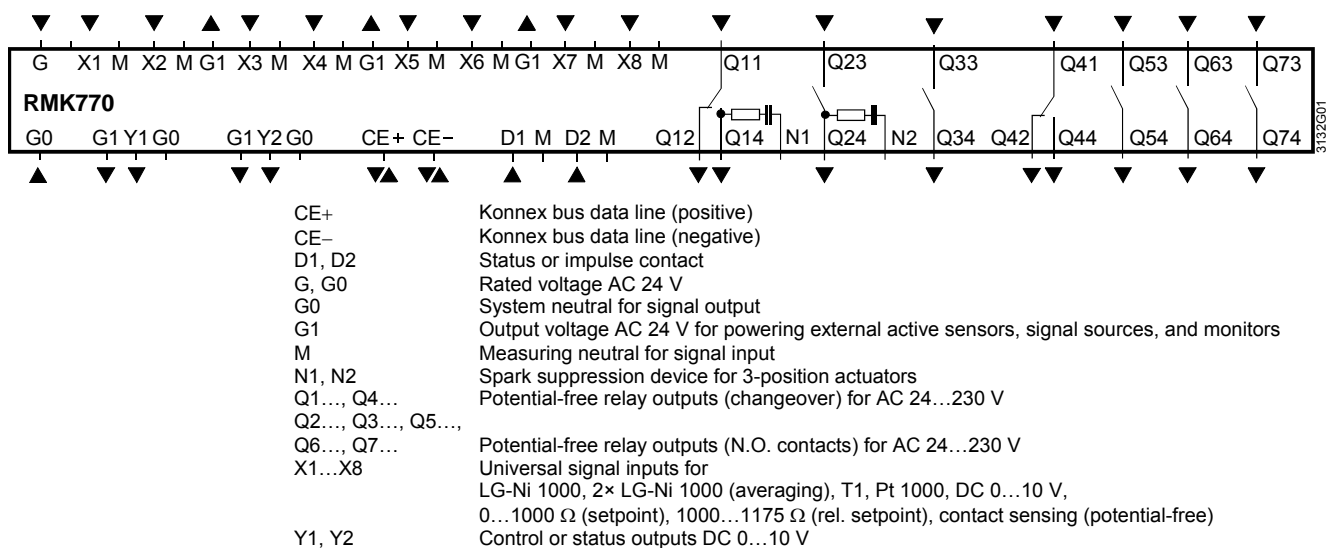 G X1 M X2 M G1 X3 M X4 M G1 X5 M X6 M G1 X7 M X8 M Q11 Q23 Q33 Q41 Q53 Q63 Q73
RMK770
G0 G1 Y1 G0 G1 Y2 G0 CE+ CE− D1 M D2 M Q12 Q14 N1 Q24 N2 Q34 Q42 Q44 Q54 Q64 Q74
3132G01
CE+ Konnex bus data line (positive)
CE− Konnex bus data line (negative)
D1, D2 Status or impulse contact
G, G0 Rated voltage AC 24 V
G0 System neutral for signal output
G1 Output voltage AC 24 V for powering external active sensors, signal sources, and monitors
M Measuring neutral for signal input
N1, N2 Spark suppression device for 3-position actuators
Q1…, Q4… Potential-free relay outputs (changeover) for AC 24…230 V
Q2…, Q3…, Q5…,
Q6…, Q7… Potential-free relay outputs (N.O. contacts) for AC 24…230 V
X1…X8 Universal signal inputs for
LG-Ni 1000, 2× LG-Ni 1000 (averaging), T1, Pt 1000, DC 0…10 V,
0…1000 Ω (setpoint), 1000…1175 Ω (rel. setpoint), contact sensing (potential-free)
Y1, Y2 Control or status outputs DC 0…10 V